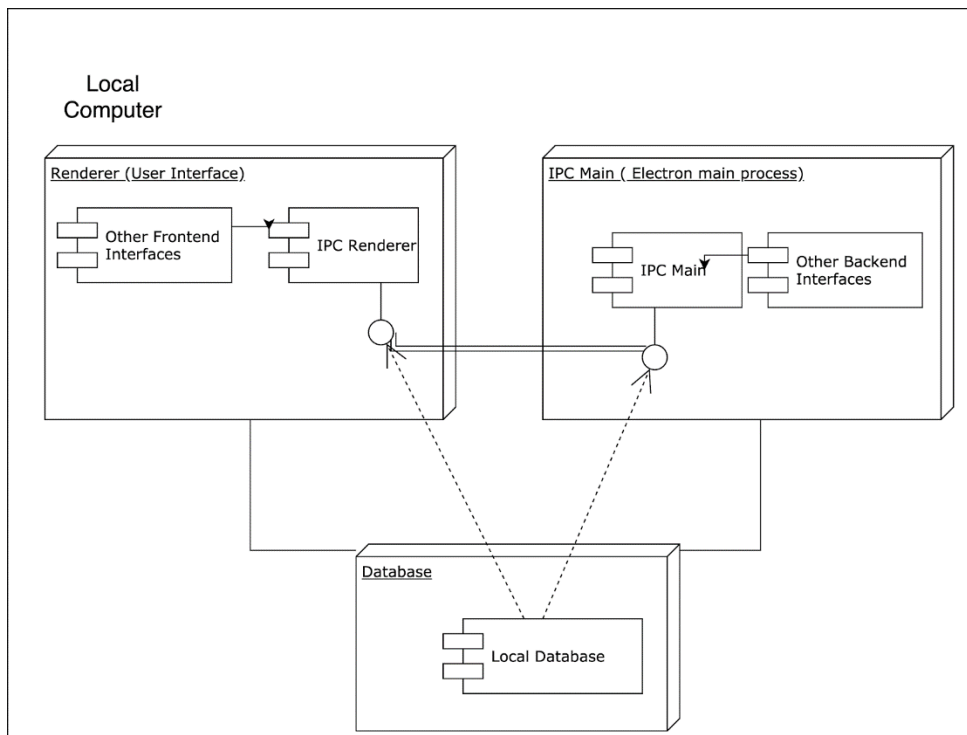 Local
Computer
Renderer (User Interface)
Other Frontend
Interfaces
IPC Renderer
IPC Main ( Electron main process)
IPC Main
Other Backend
Interfaces
Database
Local Database